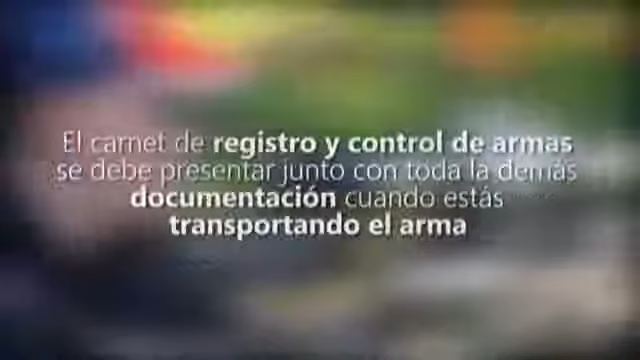 El carnet de registro y control de armas
se debe presentar junto con toda la demás
documentación cuando estás
transportando el arma